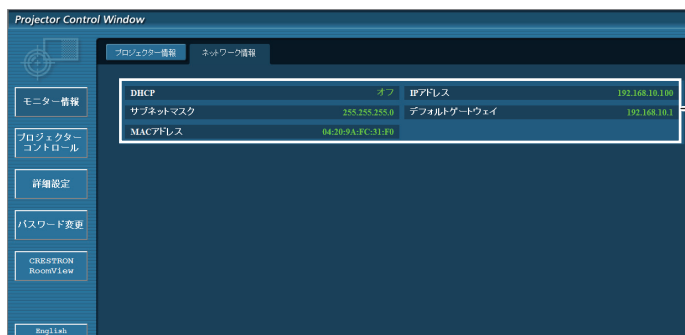 Projector Control Window
プロジェクター情報 ネットワーク情報
モニター情報
プロジェクター
コントロール
詳細設定
パスワード変更
CRESTRON
RoomView
English
DHCP オフ IPアドレス 192.168.10.100
サブネットマスク 255.255.255.0 デフォルトゲートウェイ 192.168.10.1
MACアドレス 04:20:9A:FC:31:F0